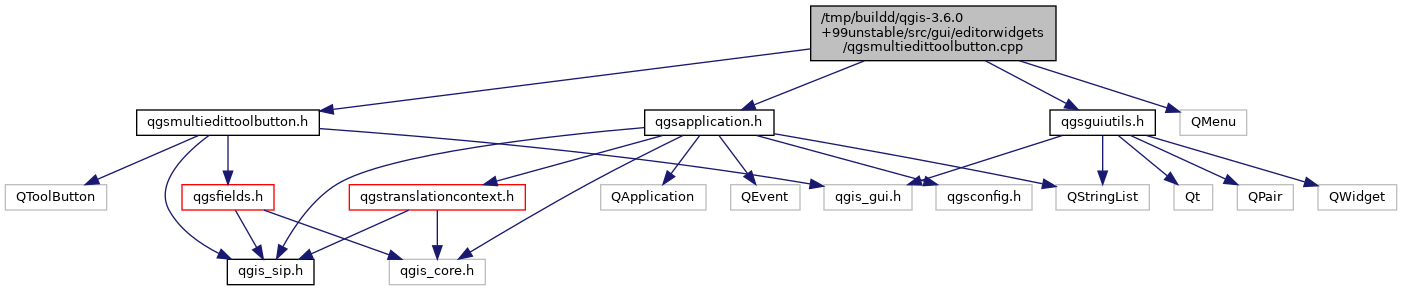 /tmp/buildd/qgis-3.6.0
+99unstable/src/gui/editorwidgets
/qgsmultiedittoolbutton.cpp
qgsmultiedittoolbutton.h
qgsapplication.h
qgsguiutils.h
QMenu
QToolButton
qgsfields.h
qgstranslationcontext.h
QApplication
QEvent
qgis_gui.h
qgsconfig.h
QStringList
Qt
QPair
QWidget
qgis_sip.h
qgis_core.h